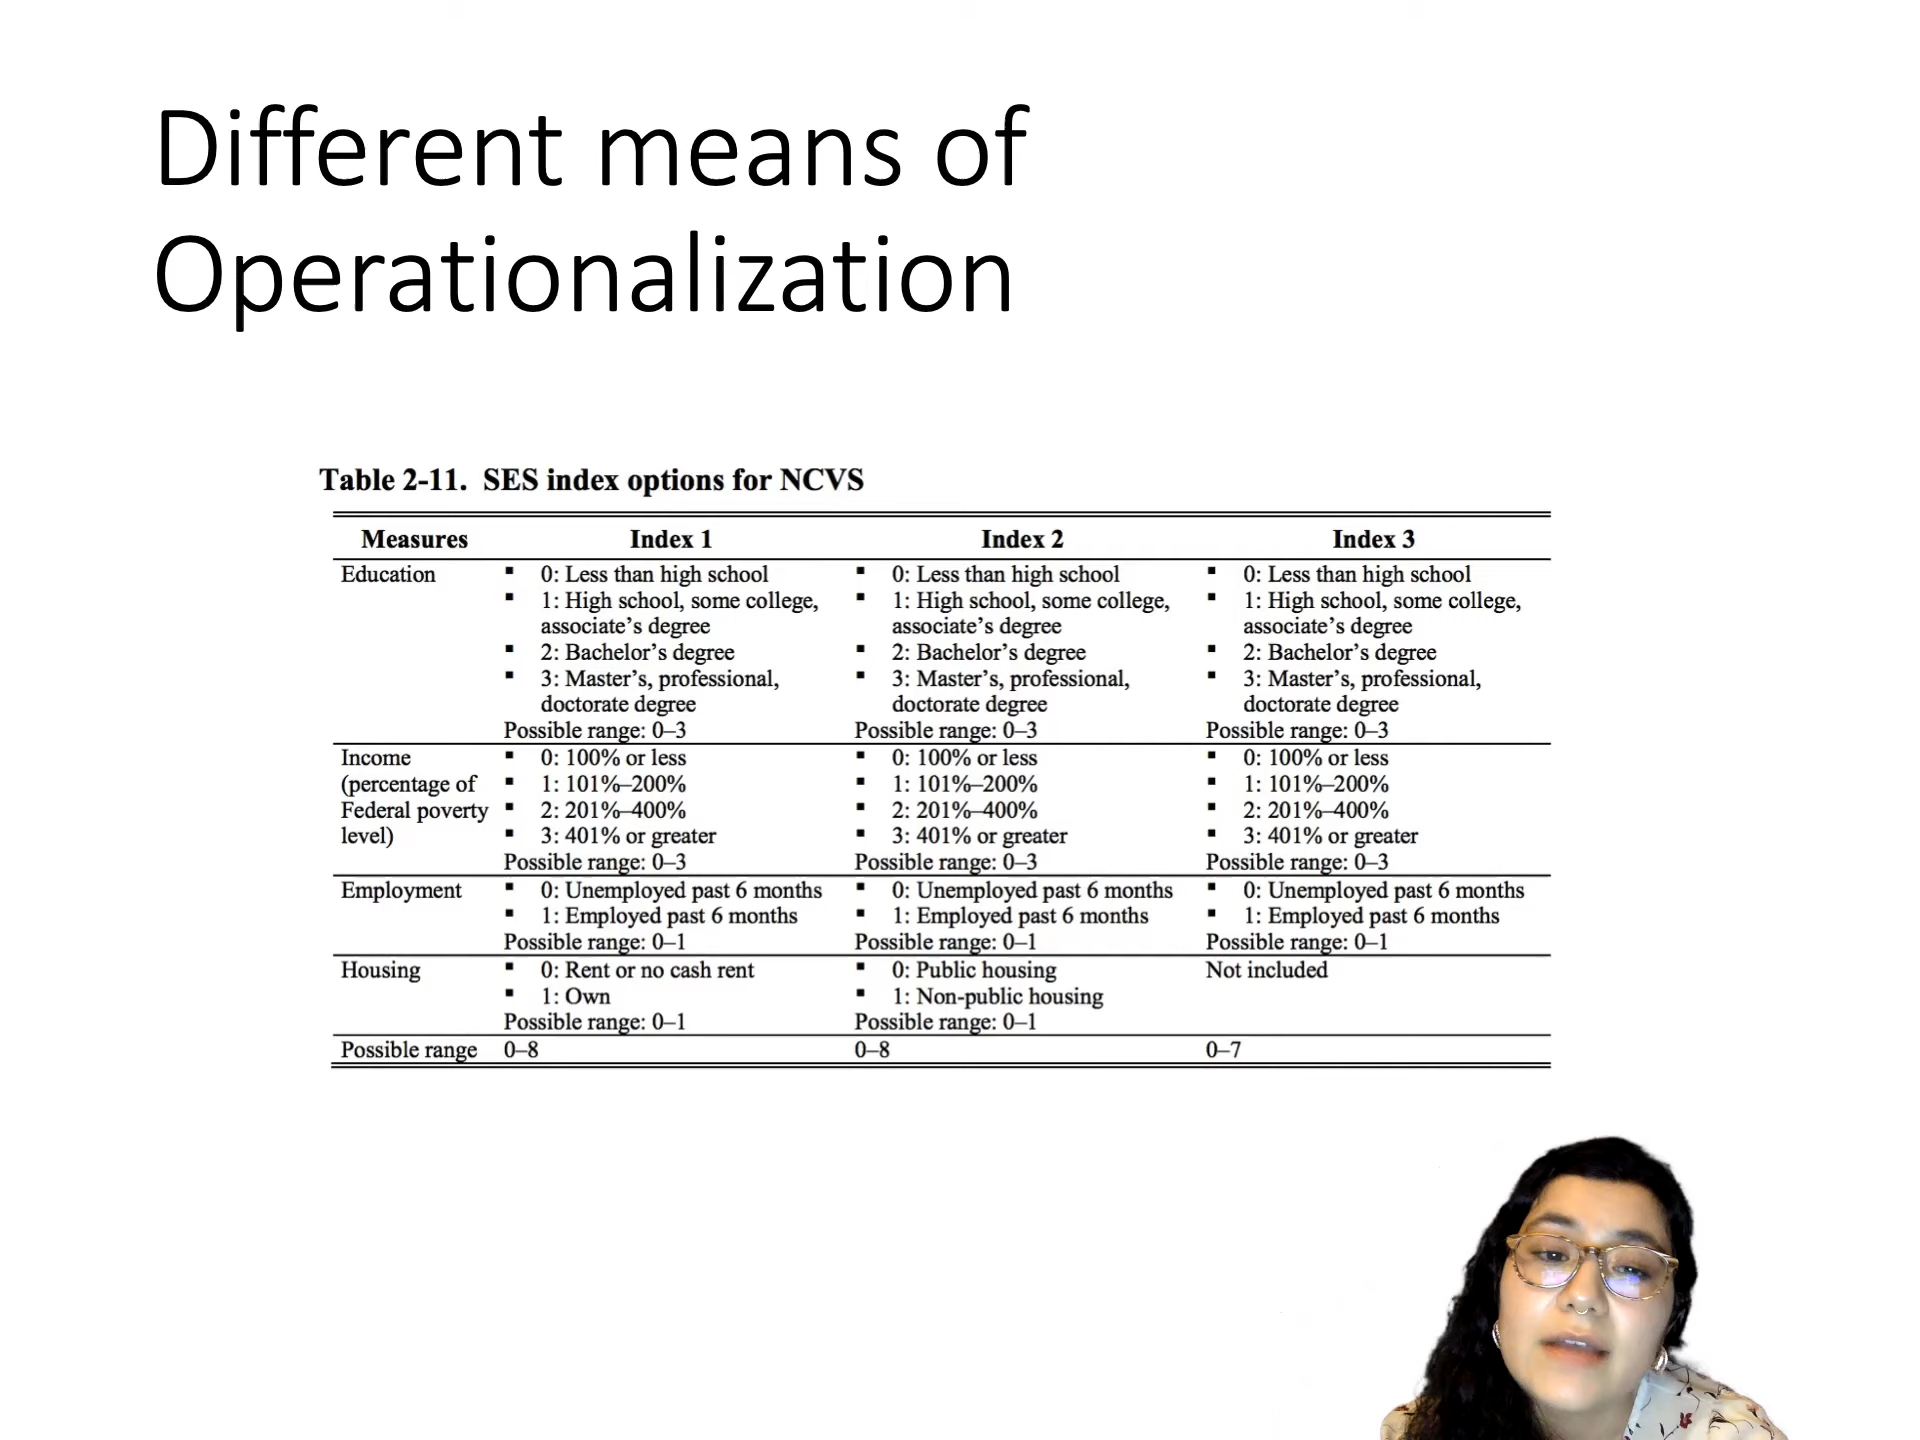 Different means of
Operationalization
Table 2-11. SES index options for NCVS
Measures Index 1 Index 2 Index 3
Education ▪ 0: Less than high school ▪ 0: Less than high school ▪ 0: Less than high school
▪ 1: High school, some college, ▪ 1: High school, some college, ▪ 1: High school, some college,
associate’s degree associate’s degree associate’s degree
▪ 2: Bachelor’s degree ▪ 2: Bachelor’s degree ▪ 2: Bachelor’s degree
▪ 3: Master’s, professional, ▪ 3: Master’s, professional, ▪ 3: Master’s, professional,
doctorate degree doctorate degree doctorate degree
Possible range: 0–3 Possible range: 0–3 Possible range: 0–3
Income ▪ 0: 100% or less ▪ 0: 100% or less ▪ 0: 100% or less
(percentage of ▪ 1: 101%–200% ▪ 1: 101%–200% ▪ 1: 101%–200%
Federal poverty ▪ 2: 201%–400% ▪ 2: 201%–400% ▪ 2: 201%–400%
level) ▪ 3: 401% or greater ▪ 3: 401% or greater ▪ 3: 401% or greater
Possible range: 0–3 Possible range: 0–3 Possible range: 0–3
Employment ▪ 0: Unemployed past 6 months ▪ 0: Unemployed past 6 months ▪ 0: Unemployed past 6 months
▪ 1: Employed past 6 months ▪ 1: Employed past 6 months ▪ 1: Employed past 6 months
Possible range: 0–1 Possible range: 0–1 Possible range: 0–1
Housing ▪ 0: Rent or no cash rent ▪ 0: Public housing Not included
▪ 1: Own ▪ 1: Non-public housing
Possible range: 0–1 Possible range: 0–1
Possible range 0–8 0–8 0–7